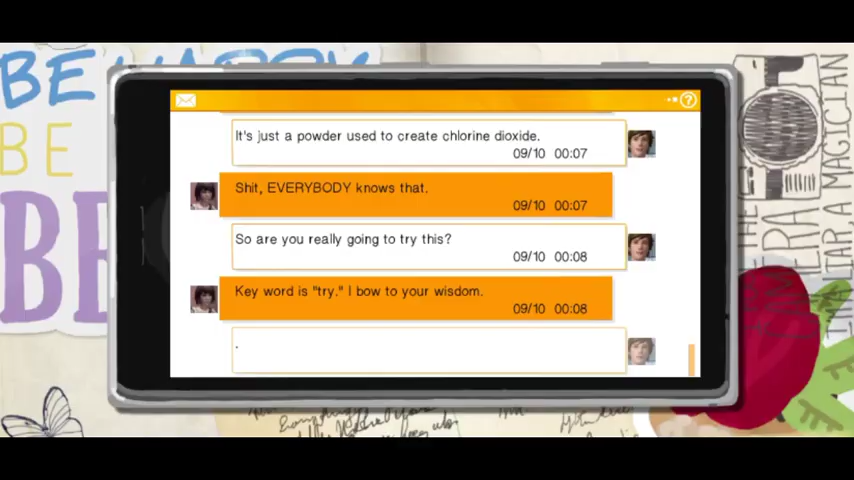 BE HAPPY
BE
BE
It's just a powder used to create chlorine dioxide.
09/10 00:07
Shit, EVERYBODY knows that.
09/10 00:07
So are you really going to try this?
09/10 00:08
Key word is "try." I bow to your wisdom.
09/10 00:08
.
?